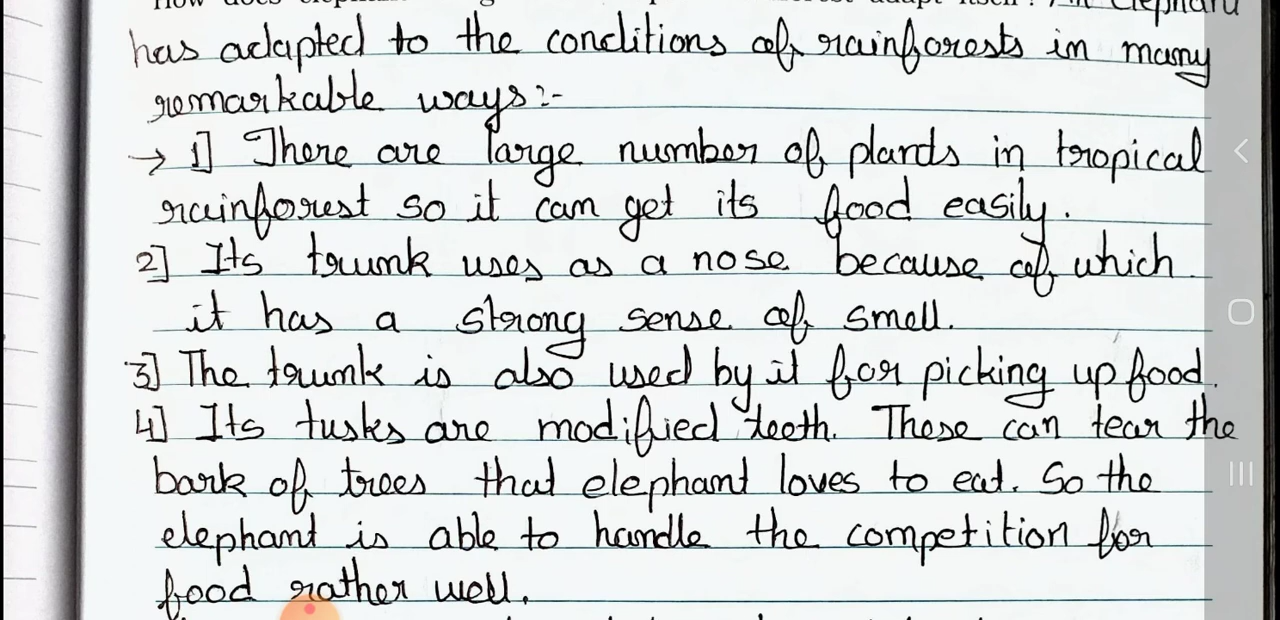 has adapted to the conditions of rainforests in many
remarkable ways:-
→ 1] There are large number of plants in tropical
rainforest so it can get its food easily.
2] Its trunk uses as a nose because of which
it has a strong sense of smell.
3] The trunk is also used by it for picking up food.
4] Its tusks are modified teeth. These can tear the
bark of trees that elephant loves to eat. So the
elephant is able to handle the competition for
food rather well.